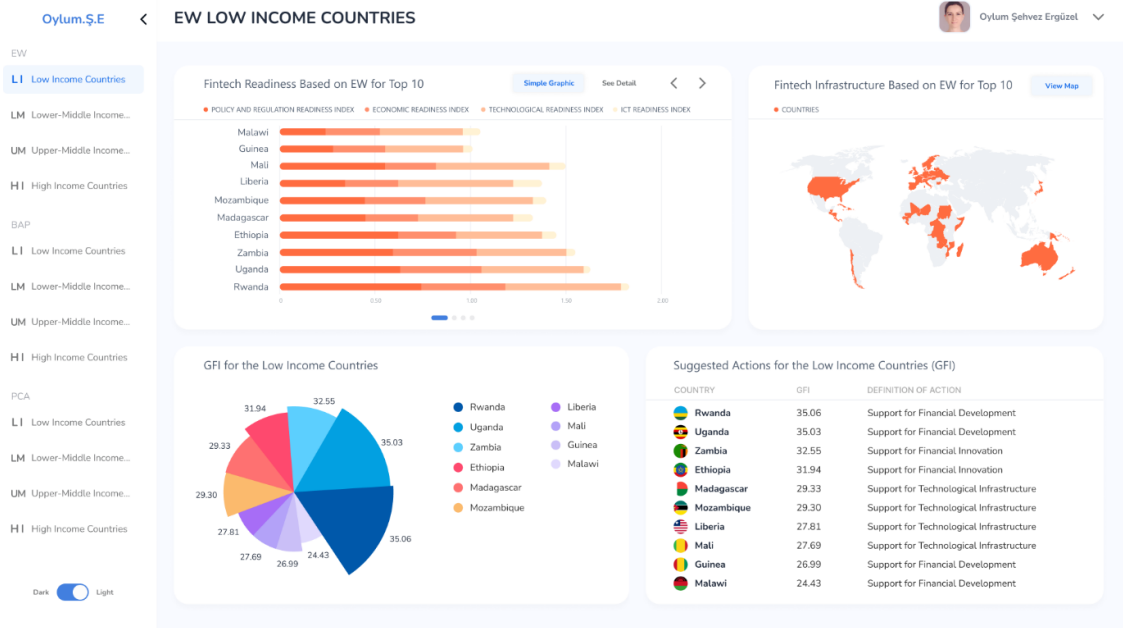 Oylum.Ş.E
EW LOW INCOME COUNTRIES
Oylum Şehvez Ergüzel
EW
LI Low Income Countries
LM Lower-Middle Income...
UM Upper-Middle Income...
HI High Income Countries
BAP
LI Low Income Countries
LM Lower-Middle Income...
UM Upper-Middle Income...
HI High Income Countries
PCA
LI Low Income Countries
LM Lower-Middle Income...
UM Upper-Middle Income...
HI High Income Countries
Dark Light
Fintech Readiness Based on EW for Top 10
Simple Graphic See Detail
POLICY AND REGULATION READINESS INDEX ECONOMIC READINESS INDEX TECHNOLOGICAL READINESS INDEX ICT READINESS INDEX
Malawi
Guinea
Mali
Liberia
Mozambique
Madagascar
Ethiopia
Zambia
Uganda
Rwanda
0 0.50 1.00 1.50 2.00
Fintech Infrastructure Based on EW for Top 10
View Map
COUNTRIES
GFI for the Low Income Countries
32.55
31.94
35.03
29.33
29.30
27.81
27.69
26.99
24.43
35.06
Rwanda
Uganda
Zambia
Ethiopia
Madagascar
Mozambique
Liberia
Mali
Guinea
Malawi
Suggested Actions for the Low Income Countries (GFI)
COUNTRY GFI DEFINITION OF ACTION
Rwanda 35.06 Support for Financial Development
Uganda 35.03 Support for Financial Development
Zambia 32.55 Support for Financial Innovation
Ethiopia 31.94 Support for Financial Innovation
Madagascar 29.33 Support for Technological Infrastructure
Mozambique 29.30 Support for Technological Infrastructure
Liberia 27.81 Support for Technological Infrastructure
Mali 27.69 Support for Technological Infrastructure
Guinea 26.99 Support for Financial Development
Malawi 24.43 Support for Financial Development